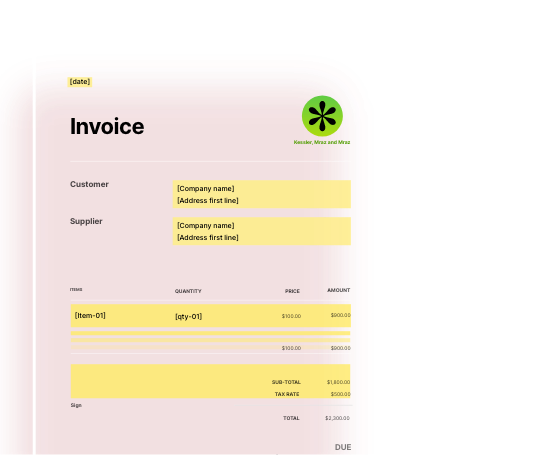 [date]
Invoice
Kessler, Mraz and Mraz
Customer
[Company name]
[Address first line]
Supplier
[Company name]
[Address first line]
Items QUANTITY PRICE AMOUNT
[Item-01] [qty-01] $100.00 $900.00
$100.00 $900.00
SUB-TOTAL $1,800.00
TAX RATE $500.00
Sign
TOTAL $2,300.00
DUE